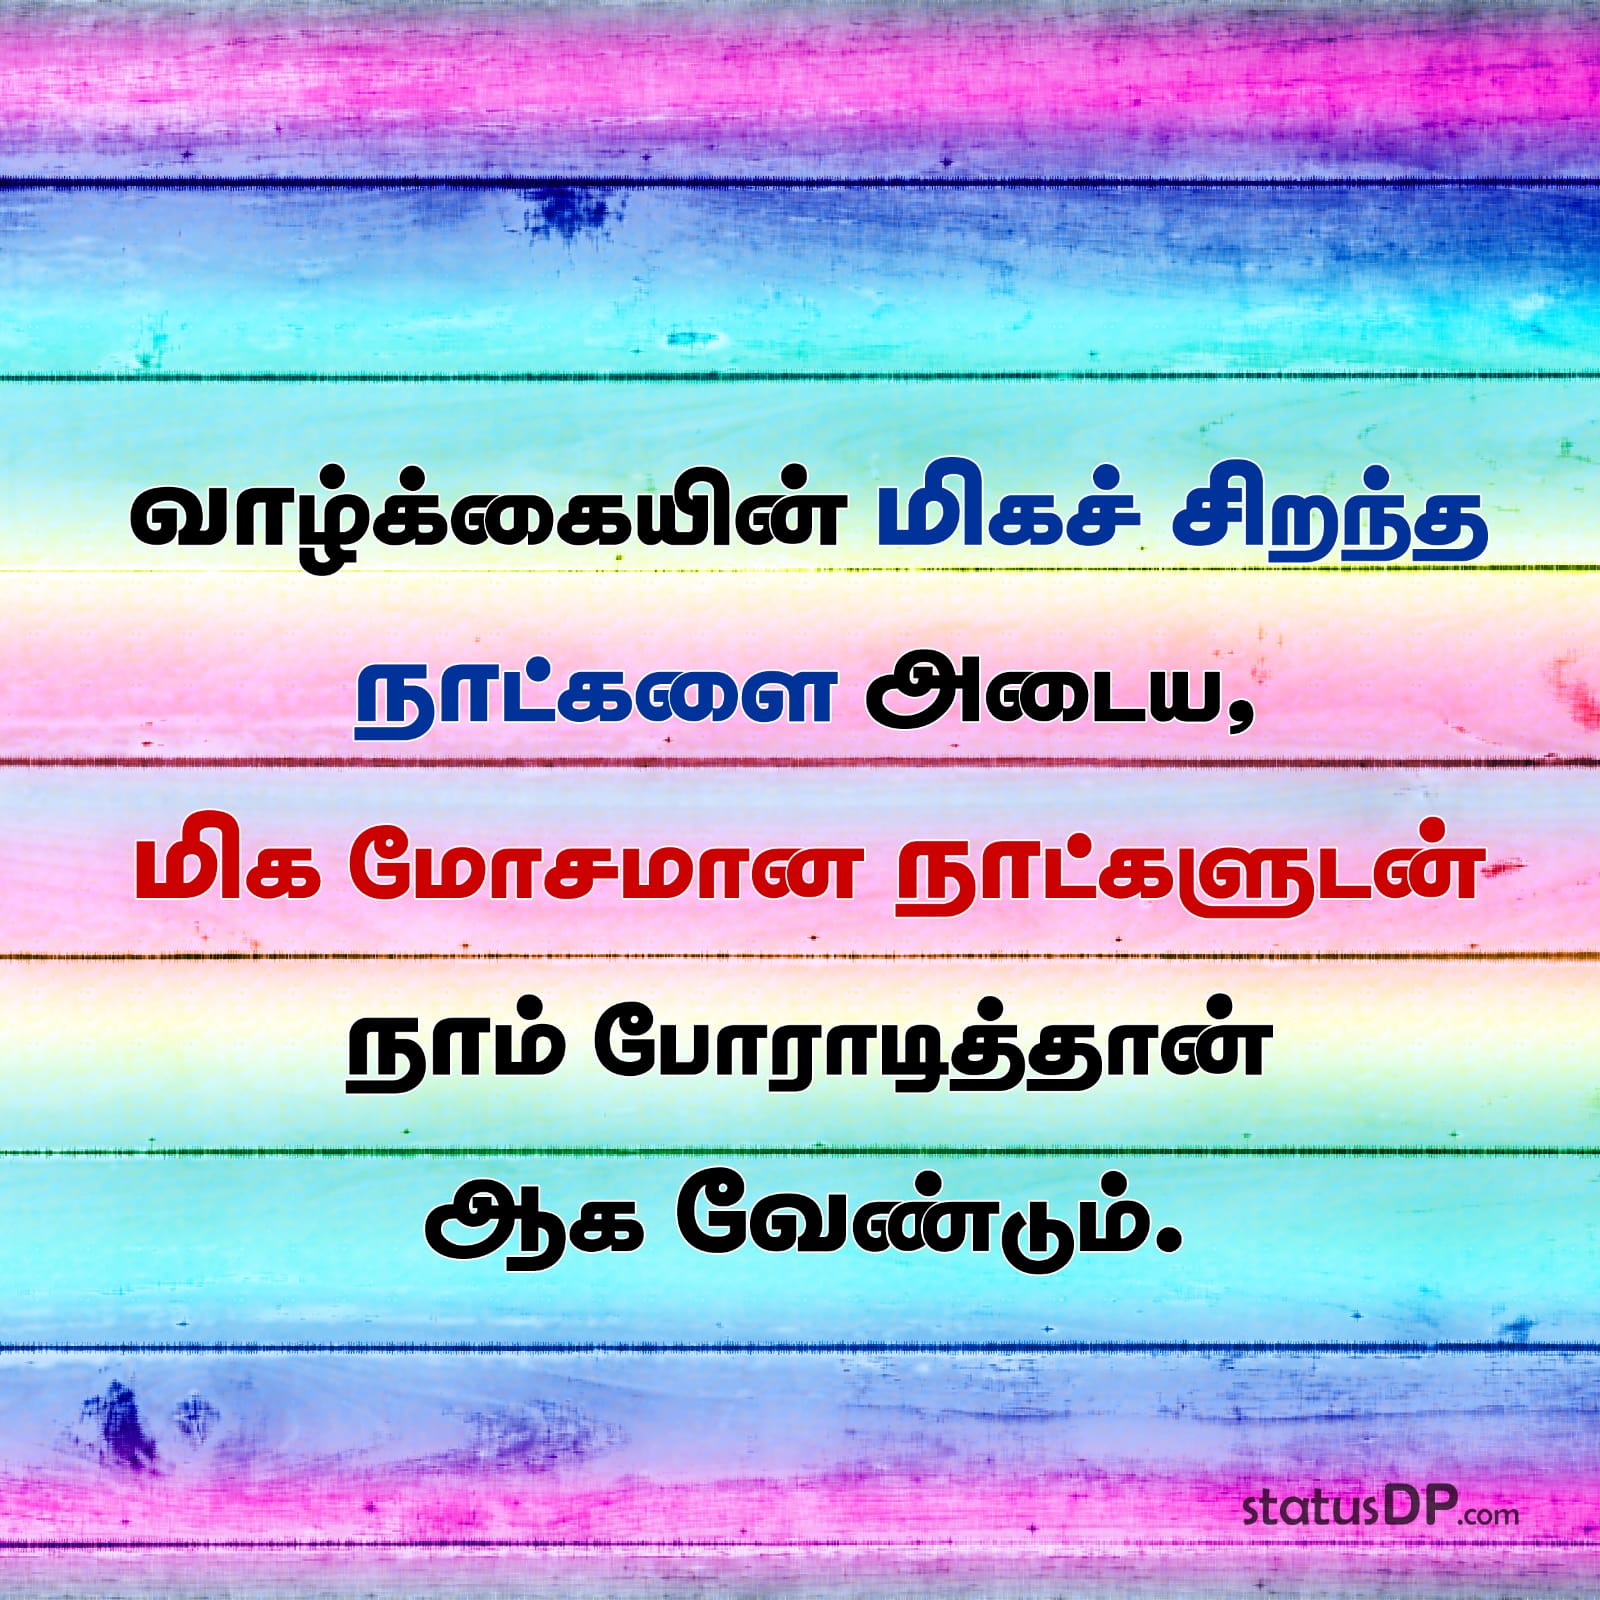 வாழ்க்கையின் மிகச் சிறந்த
நாட்களை அடைய,
மிக மோசமான நாட்களுடன்
நாம் போராடித்தான்
ஆக வேண்டும்.
statusDP.com